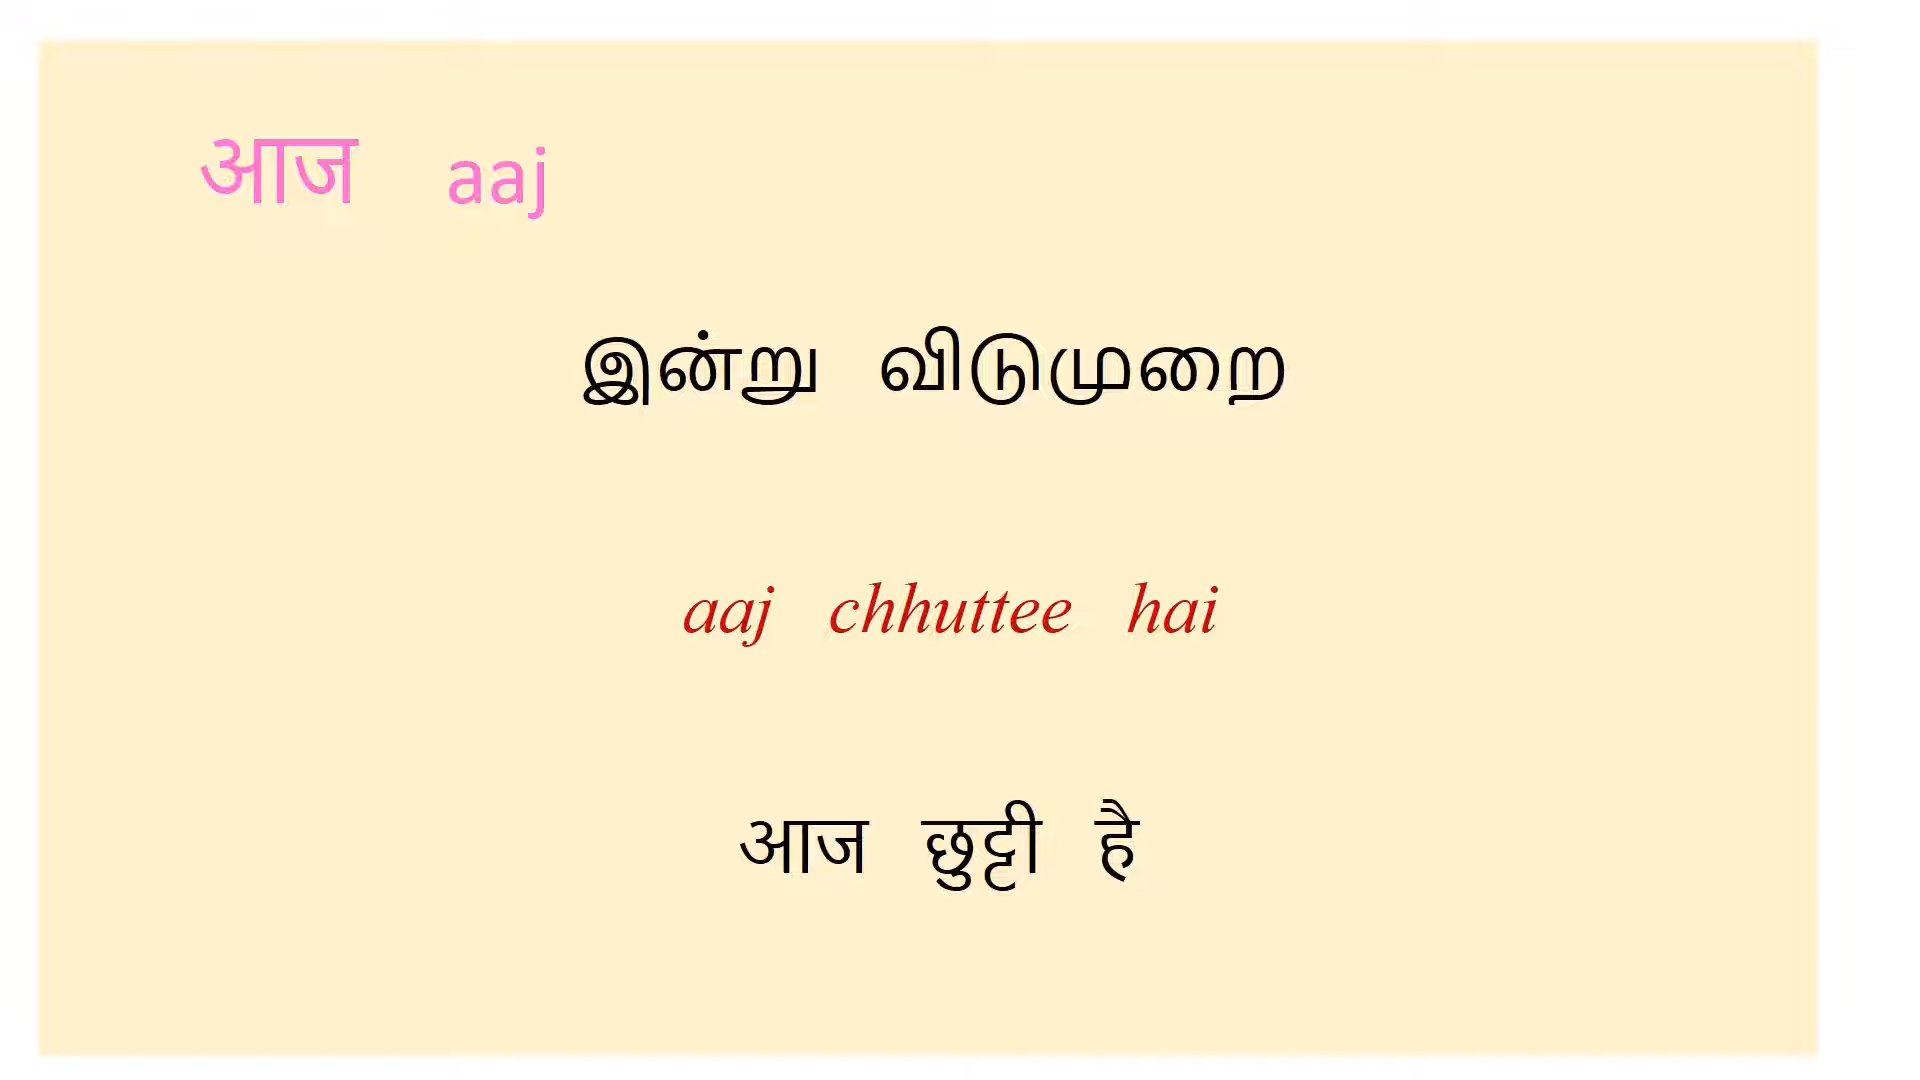 आज aaj
இன்று விடுமுறை
aaj chhuttee hai
आज छुट्टी है